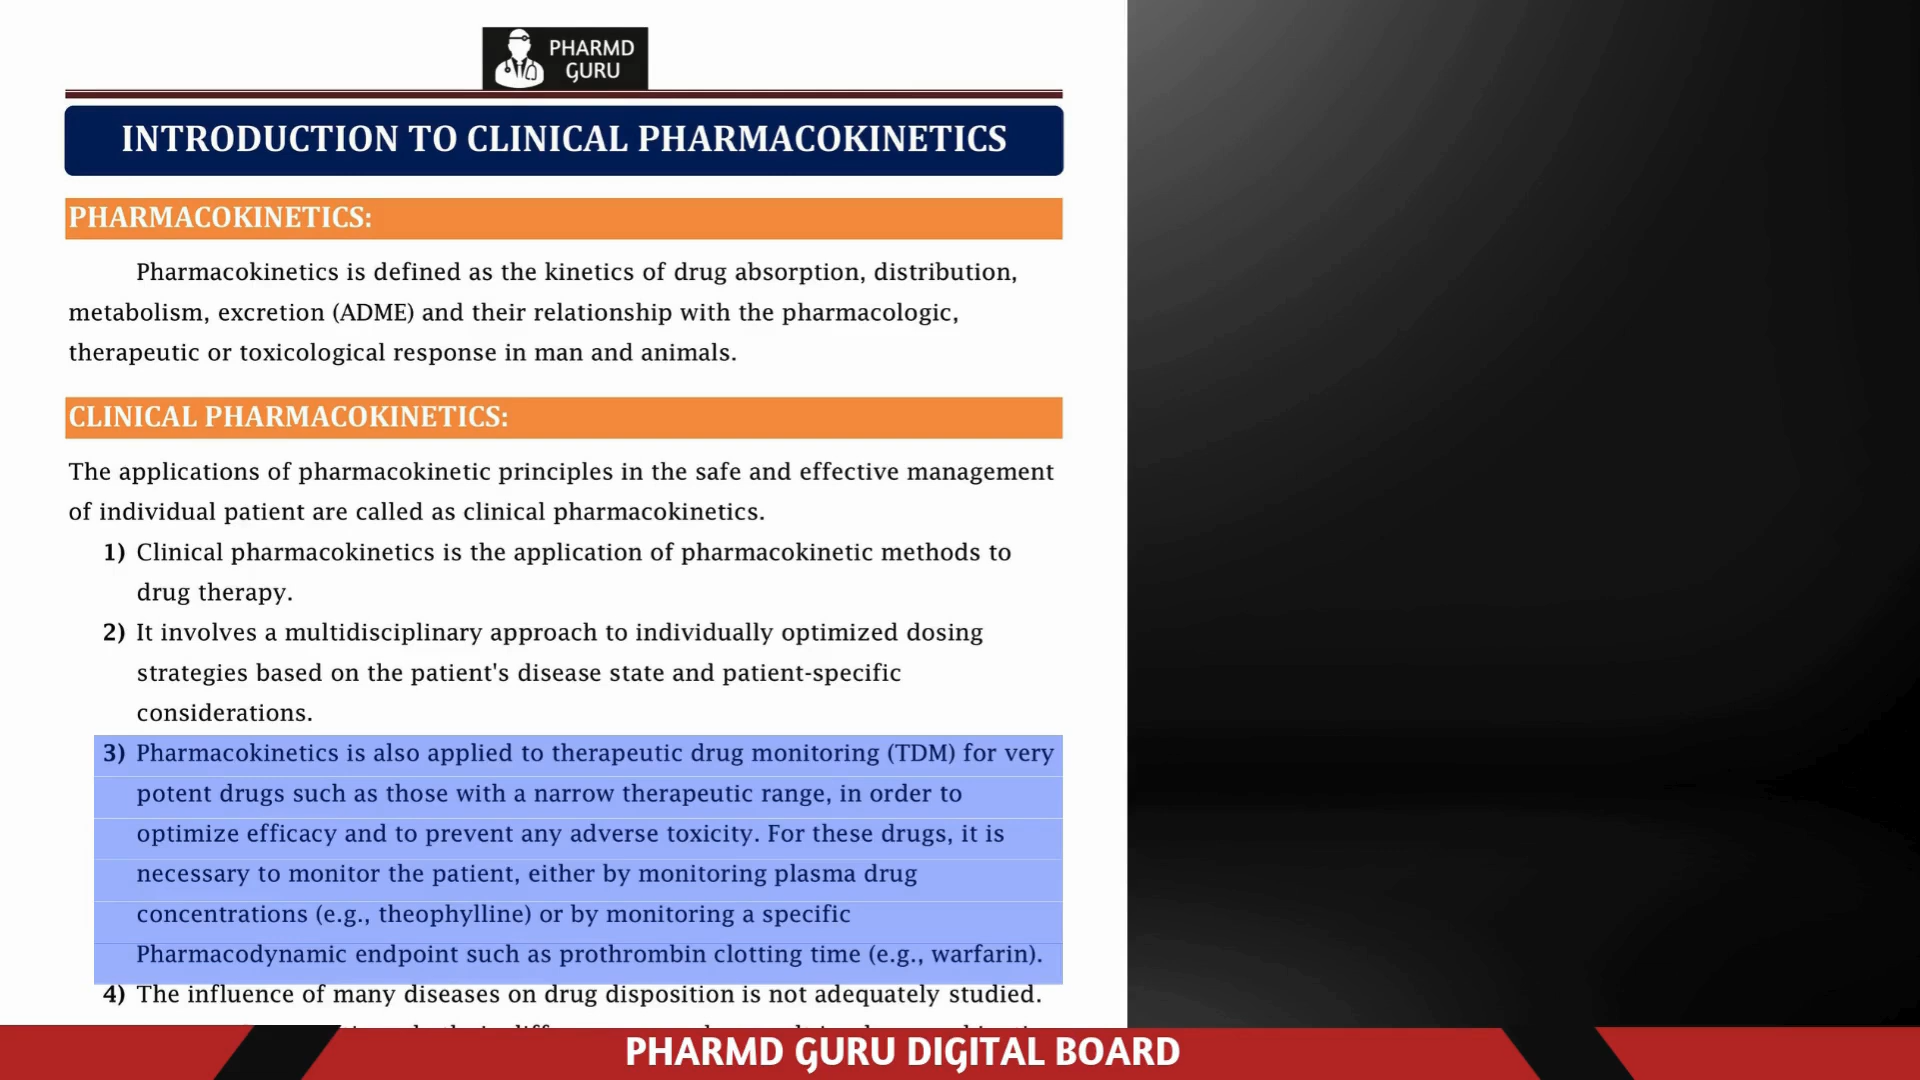 PHARMD
GURU
INTRODUCTION TO CLINICAL PHARMACOKINETICS
PHARMACOKINETICS:
Pharmacokinetics is defined as the kinetics of drug absorption, distribution,
metabolism, excretion (ADME) and their relationship with the pharmacologic,
therapeutic or toxicological response in man and animals.
CLINICAL PHARMACOKINETICS:
The applications of pharmacokinetic principles in the safe and effective management
of individual patient are called as clinical pharmacokinetics.
1) Clinical pharmacokinetics is the application of pharmacokinetic methods to
drug therapy.
2) It involves a multidisciplinary approach to individually optimized dosing
strategies based on the patient's disease state and patient-specific
considerations.
3) Pharmacokinetics is also applied to therapeutic drug monitoring (TDM) for very
potent drugs such as those with a narrow therapeutic range, in order to
optimize efficacy and to prevent any adverse toxicity. For these drugs, it is
necessary to monitor the patient, either by monitoring plasma drug
concentrations (e.g., theophylline) or by monitoring a specific
Pharmacodynamic endpoint such as prothrombin clotting time (e.g., warfarin).
4) The influence of many diseases on drug disposition is not adequately studied.
PHARMD GURU DIGITAL BOARD